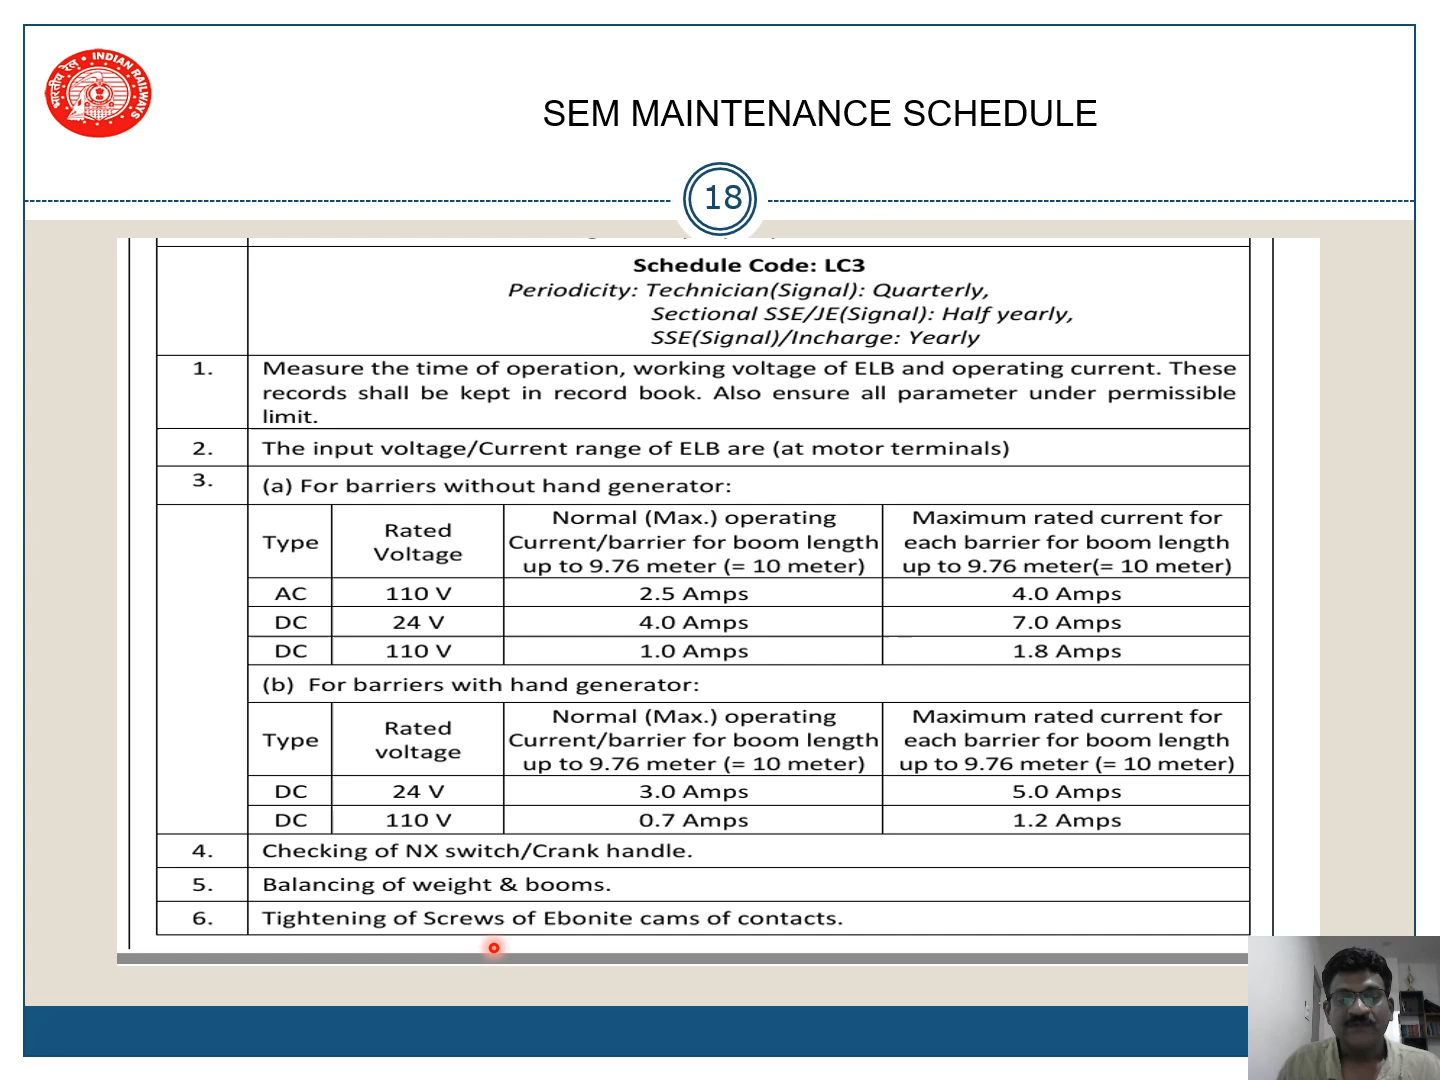 भारतीय रेल • INDIAN RAILWAYS
SEM MAINTENANCE SCHEDULE
18
Schedule Code: LC3
Periodicity: Technician(Signal): Quarterly,
Sectional SSE/JE(Signal): Half yearly,
SSE(Signal)/Incharge: Yearly
1. Measure the time of operation, working voltage of ELB and operating current. These
records shall be kept in record book. Also ensure all parameter under permissible
limit.
2. The input voltage/Current range of ELB are (at motor terminals)
3. (a) For barriers without hand generator:
Type
Rated
Voltage
Normal (Max.) operating
Current/barrier for boom length
up to 9.76 meter (= 10 meter)
Maximum rated current for
each barrier for boom length
up to 9.76 meter(= 10 meter)
AC 110 V 2.5 Amps 4.0 Amps
DC 24 V 4.0 Amps 7.0 Amps
DC 110 V 1.0 Amps 1.8 Amps
(b) For barriers with hand generator:
Type
Rated
voltage
Normal (Max.) operating
Current/barrier for boom length
up to 9.76 meter (= 10 meter)
Maximum rated current for
each barrier for boom length
up to 9.76 meter (= 10 meter)
DC 24 V 3.0 Amps 5.0 Amps
DC 110 V 0.7 Amps 1.2 Amps
4. Checking of NX switch/Crank handle.
5. Balancing of weight & booms.
6. Tightening of Screws of Ebonite cams of contacts.